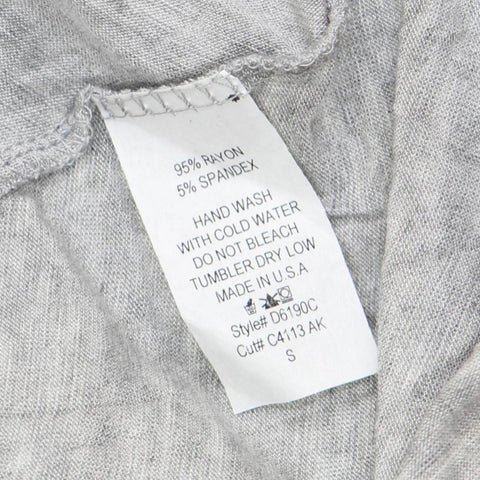 95% RAYON
5% SPANDEX
HAND WASH
WITH COLD WATER
DO NOT BLEACH
TUMBLER DRY LOW
MADE IN U.S.A
Style# D6190C
Cut# C4113 AK
S